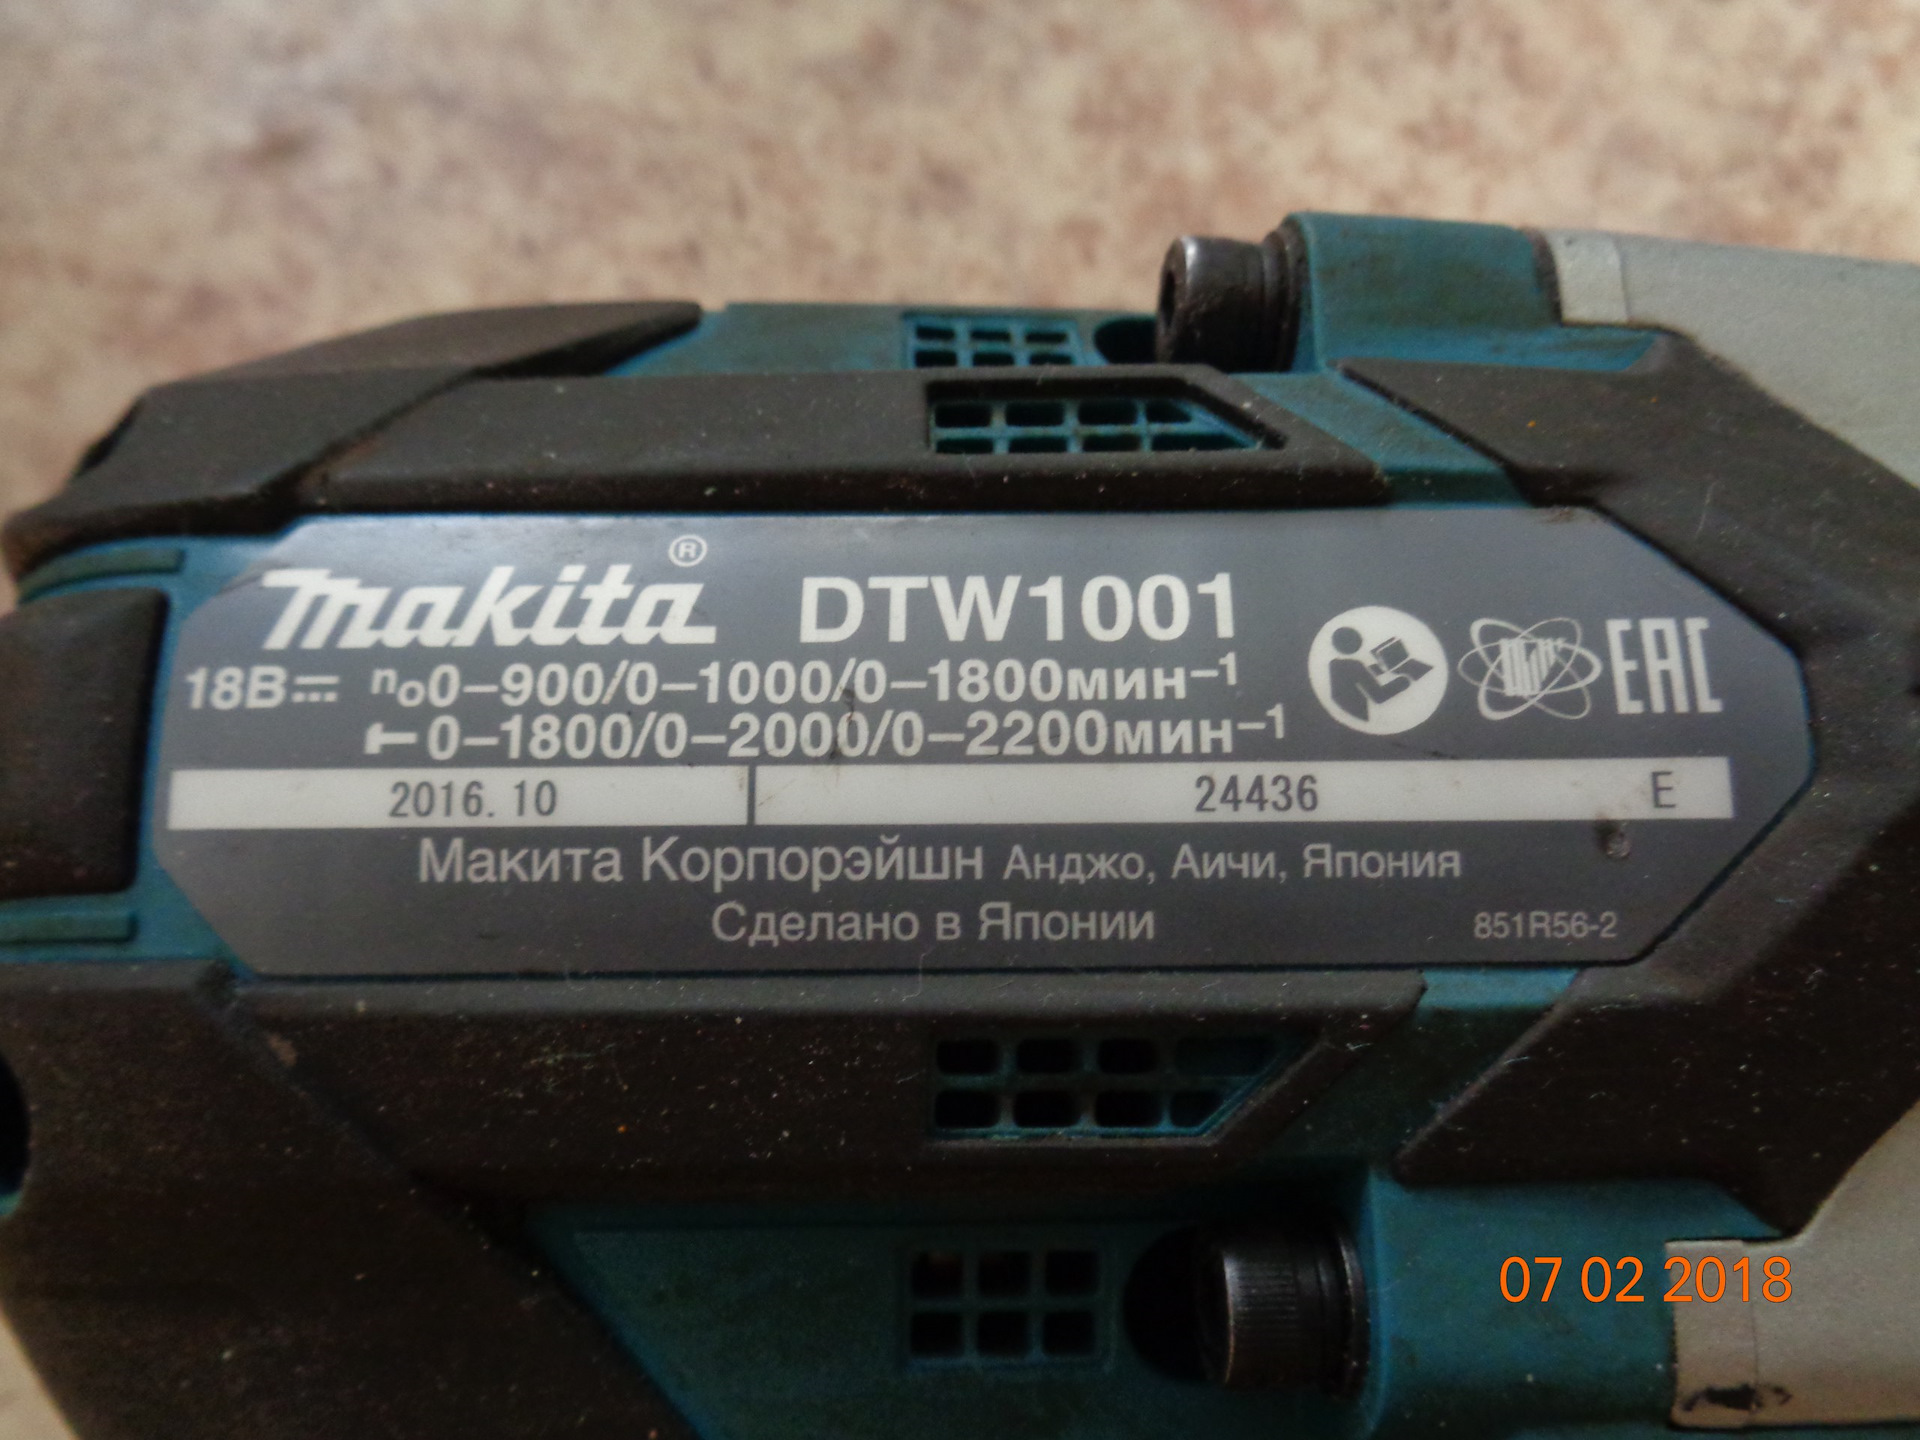 makita® DTW1001
18В⎓ n₀0–900/0–1000/0–1800мин⁻¹
0–1800/0–2000/0–2200мин⁻¹
EAC
2016.10 24436 E
Макита Корпорэйшн Анджо, Аичи, Япония
Сделано в Японии 851R56-2
07 02 2018